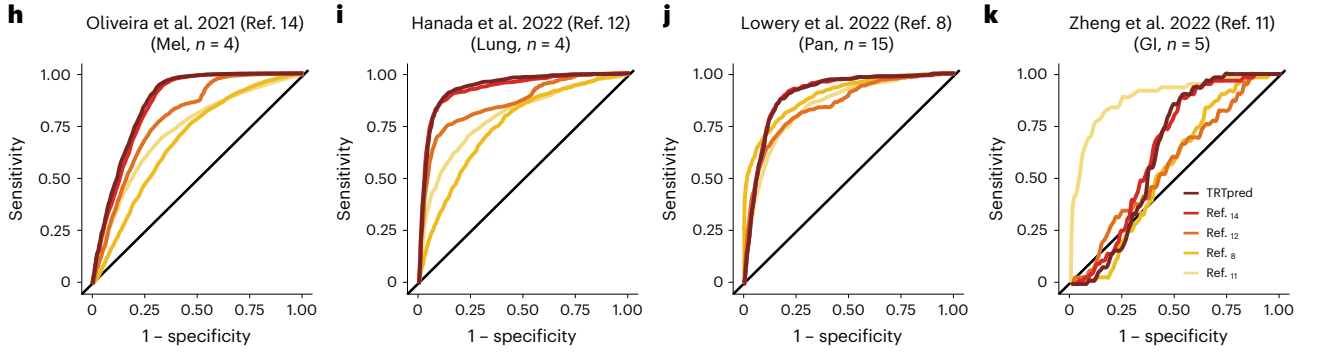 h
Oliveira et al. 2021 (Ref. 14)
(Mel, n = 4)
1.00
0.75
0.50
0.25
0
Sensitivity
0 0.25 0.50 0.75 1.00
1 – specificity
i
Hanada et al. 2022 (Ref. 12)
(Lung, n = 4)
1.00
0.75
0.50
0.25
0
Sensitivity
0 0.25 0.50 0.75 1.00
1 – specificity
j
Lowery et al. 2022 (Ref. 8)
(Pan, n = 15)
1.00
0.75
0.50
0.25
0
Sensitivity
0 0.25 0.50 0.75 1.00
1 – specificity
k
Zheng et al. 2022 (Ref. 11)
(GI, n = 5)
1.00
0.75
0.50
0.25
0
Sensitivity
0 0.25 0.50 0.75 1.00
1 – specificity
TRTpred
Ref. 14
Ref. 12
Ref. 8
Ref. 11